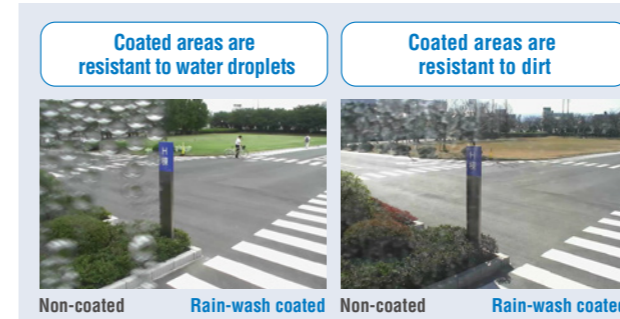 Coated areas are
resistant to water droplets
Coated areas are
resistant to dirt
H
Non-coated
Rain-wash coated
Non-coated
Rain-wash coated